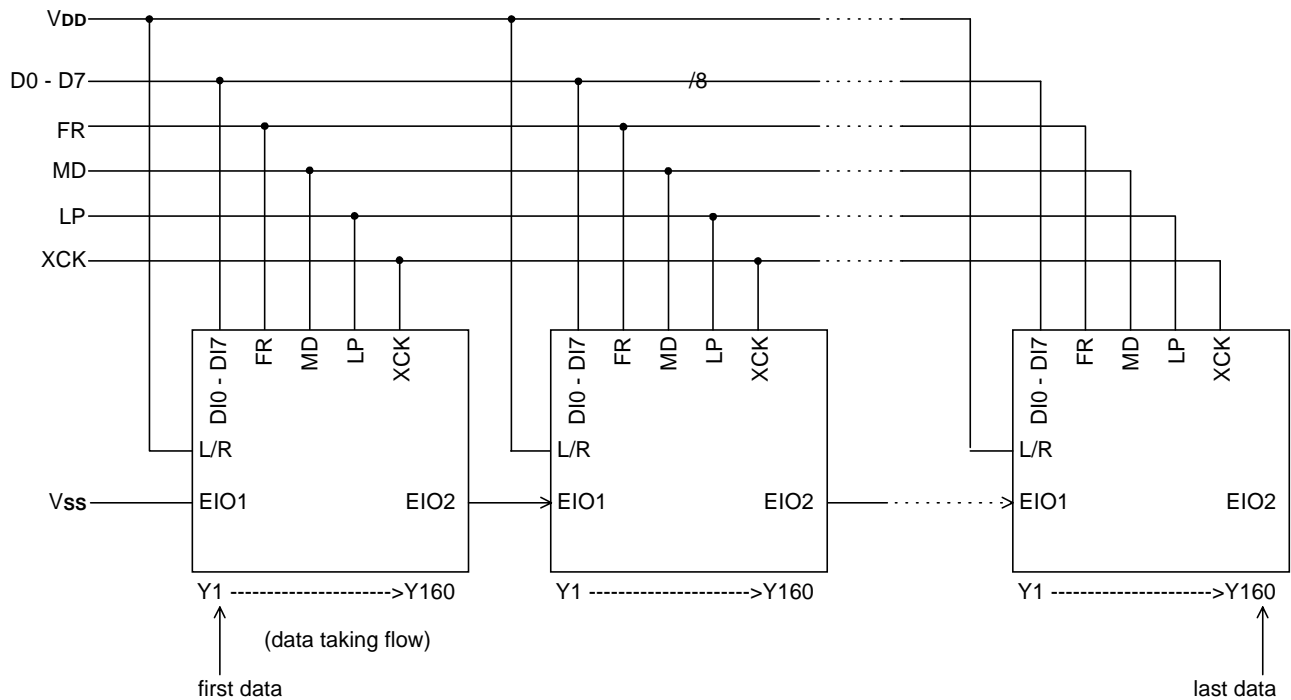 VDD
D0 - D7
/8
FR
MD
LP
XCK
DI0 - DI7
FR
MD
LP
XCK
DI0 - DI7
FR
MD
LP
XCK
DI0 - DI7
FR
MD
LP
XCK
L/R
L/R
L/R
VSS
EIO1
EIO2
EIO1
EIO2
EIO1
EIO2
Y1 ---------------------->Y160
Y1 ---------------------->Y160
Y1 ---------------------->Y160
(data taking flow)
first data
last data